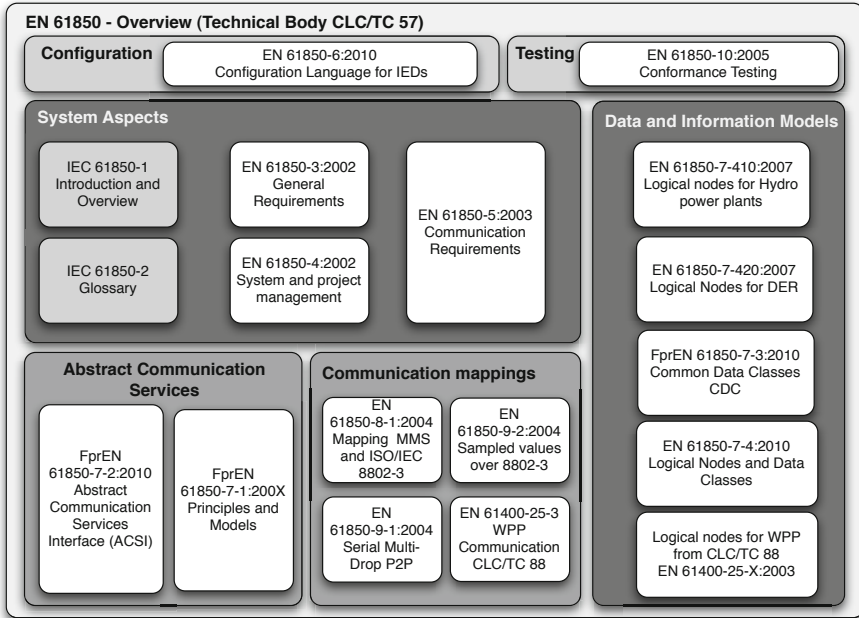 EN 61850 - Overview (Technical Body CLC/TC 57)
Configuration
EN 61850-6:2010
Configuration Language for IEDs
Testing
EN 61850-10:2005
Conformance Testing
System Aspects
IEC 61850-1
Introduction and
Overview
EN 61850-3:2002
General
Requirements
EN 61850-5:2003
Communication
Requirements
IEC 61850-2
Glossary
EN 61850-4:2002
System and project
management
Data and Information Models
EN 61850-7-410:2007
Logical nodes for Hydro
power plants
EN 61850-7-420:2007
Logical Nodes for DER
FprEN 61850-7-3:2010
Common Data Classes
CDC
EN 61850-7-4:2010
Logical Nodes and Data
Classes
Logical nodes for WPP
from CLC/TC 88
EN 61400-25-X:2003
Abstract Communication
Services
FprEN
61850-7-2:2010
Abstract
Communication
Services
Interface (ACSI)
FprEN
61850-7-1:200X
Principles and
Models
Communication mappings
EN
61850-8-1:2004
Mapping MMS
and ISO/IEC
8802-3
EN
61850-9-2:2004
Sampled values
over 8802-3
EN
61850-9-1:2004
Serial Multi-
Drop P2P
EN 61400-25-3
WPP
Communication
CLC/TC 88